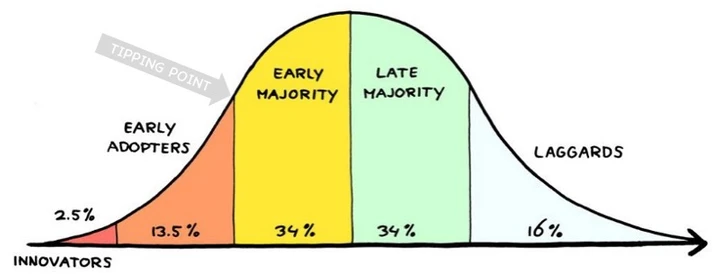 TIPPING POINT
EARLY
MAJORITY
LATE
MAJORITY
EARLY
ADOPTERS
LAGGARDS
2.5%
13.5%
34%
34%
16%
INNOVATORS